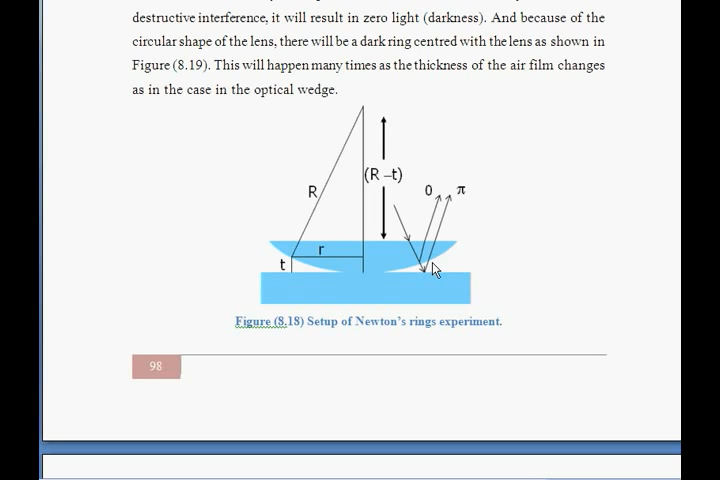 destructive interference, it will result in zero light (darkness). And because of the
circular shape of the lens, there will be a dark ring centred with the lens as shown in
Figure (8.19). This will happen many times as the thickness of the air film changes
as in the case in the optical wedge.
(R –t)
R
0 π
r
t
Figure (8.18) Setup of Newton's rings experiment.
98